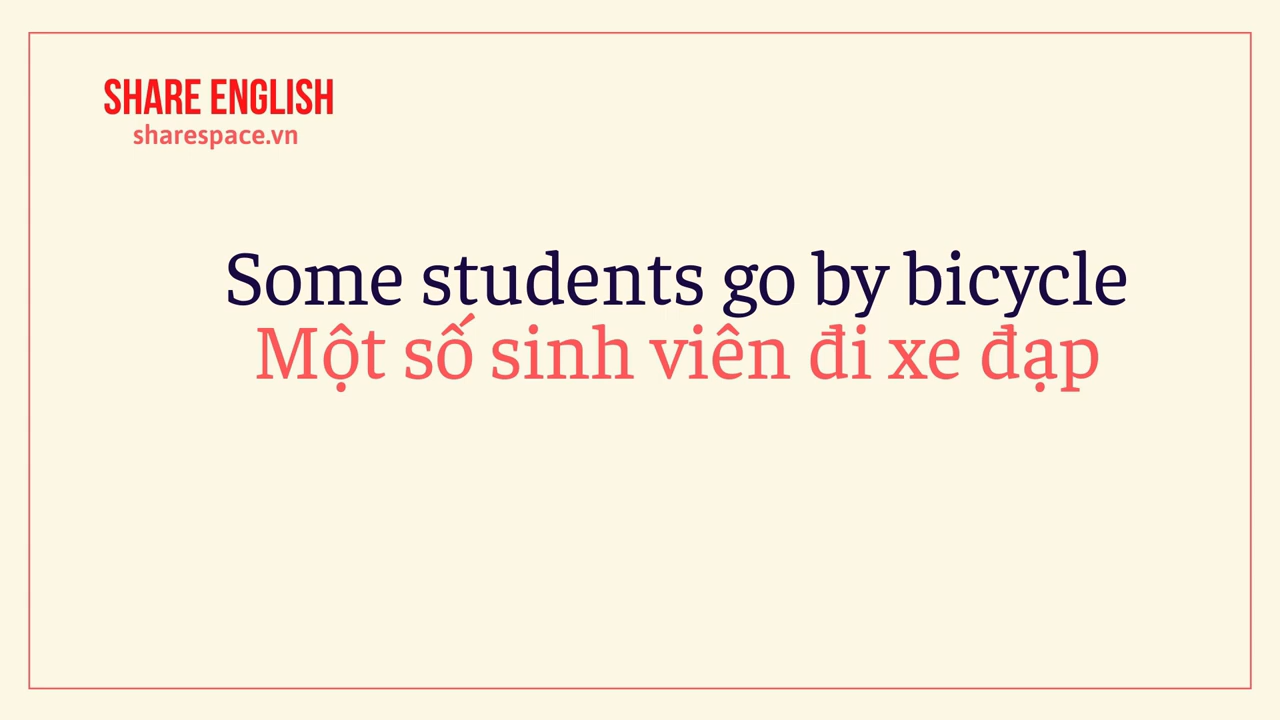 SHARE ENGLISH
sharespace.vn
Some students go by bicycle
Một số sinh viên đi xe đạp